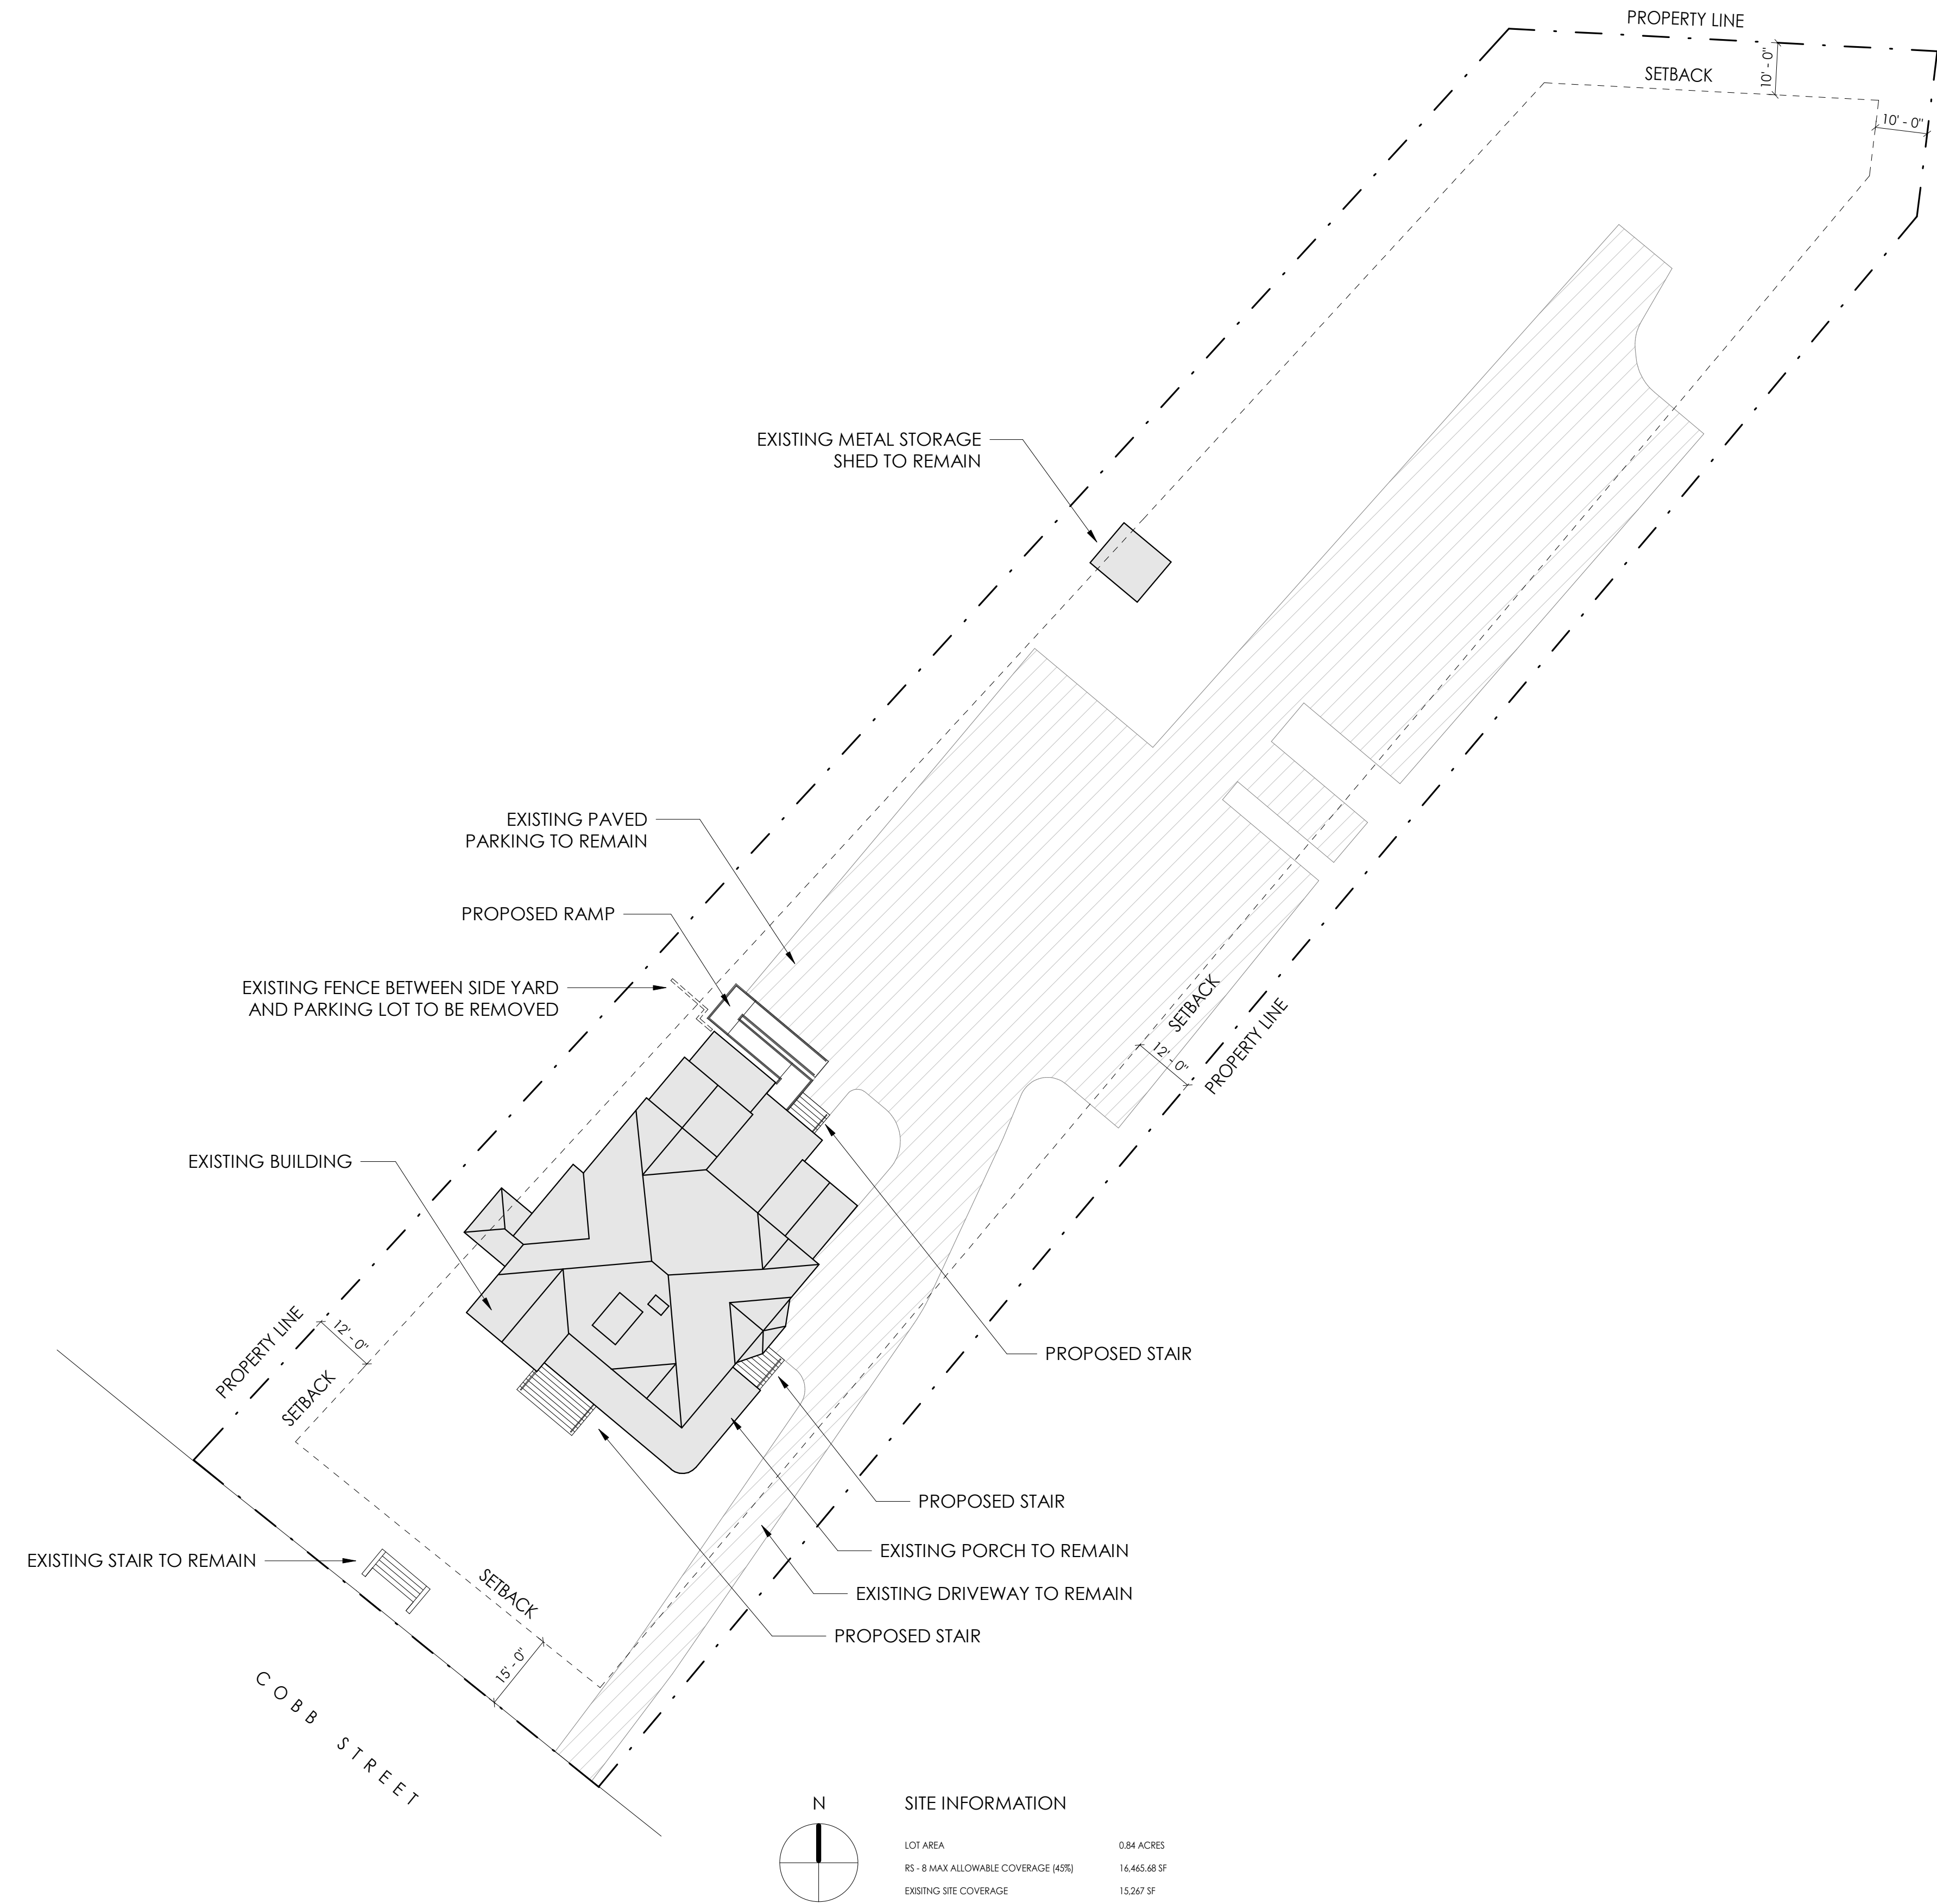 PROPERTY LINE
SETBACK
10' - 0"
10' - 0"
EXISTING METAL STORAGE
SHED TO REMAIN
EXISTING PAVED
PARKING TO REMAIN
PROPOSED RAMP
EXISTING FENCE BETWEEN SIDE YARD
AND PARKING LOT TO BE REMOVED
SETBACK
PROPERTY LINE
12' - 0"
EXISTING BUILDING
PROPERTY LINE
12' - 0"
SETBACK
PROPOSED STAIR
PROPOSED STAIR
EXISTING PORCH TO REMAIN
EXISTING STAIR TO REMAIN
EXISTING DRIVEWAY TO REMAIN
SETBACK
PROPOSED STAIR
15' - 0"
COBB STREET
N
SITE INFORMATION
LOT AREA 0.84 ACRES
RS - 8 MAX ALLOWABLE COVERAGE (45%) 16,465.68 SF
EXISITNG SITE COVERAGE 15,267 SF